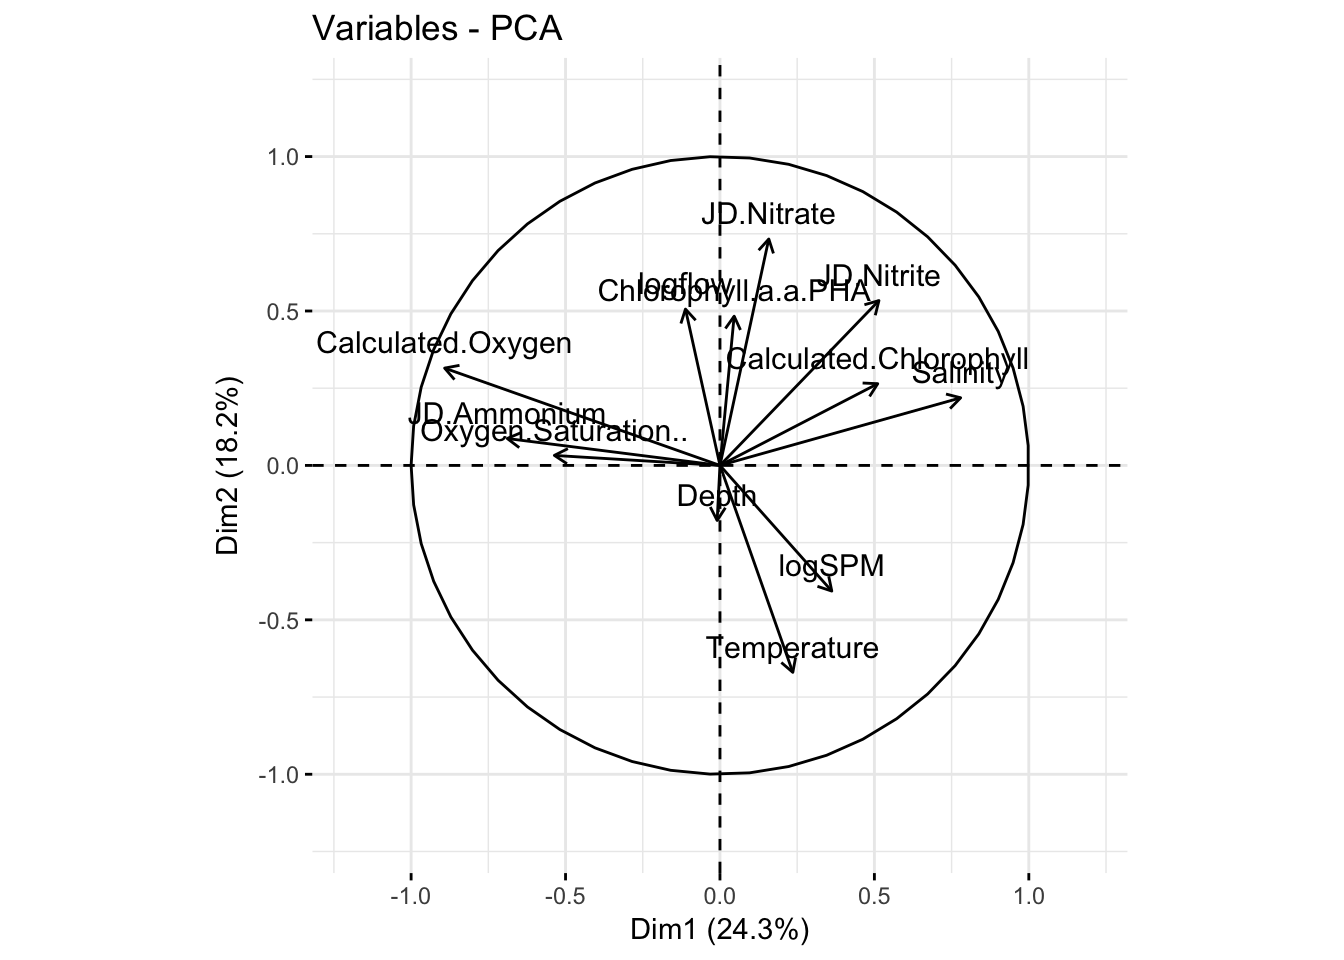 Variables - PCA
1.0
0.5
0.0
-0.5
-1.0
Dim2 (18.2%)
JD.Nitrate
JD.Nitrite
logflow
Chlorophyll.a.a.PHA
Calculated.Oxygen
Calculated.Chlorophyll
Salinity
JD.Ammonium
Oxygen.Saturation..
Depth
logSPM
Temperature
-1.0 -0.5 0.0 0.5 1.0
Dim1 (24.3%)